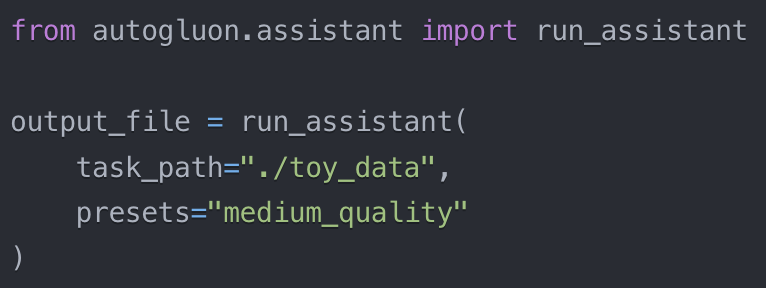 from autogluon.assistant import run_assistant
output_file = run_assistant(
    task_path="./toy_data",
    presets="medium_quality"
)